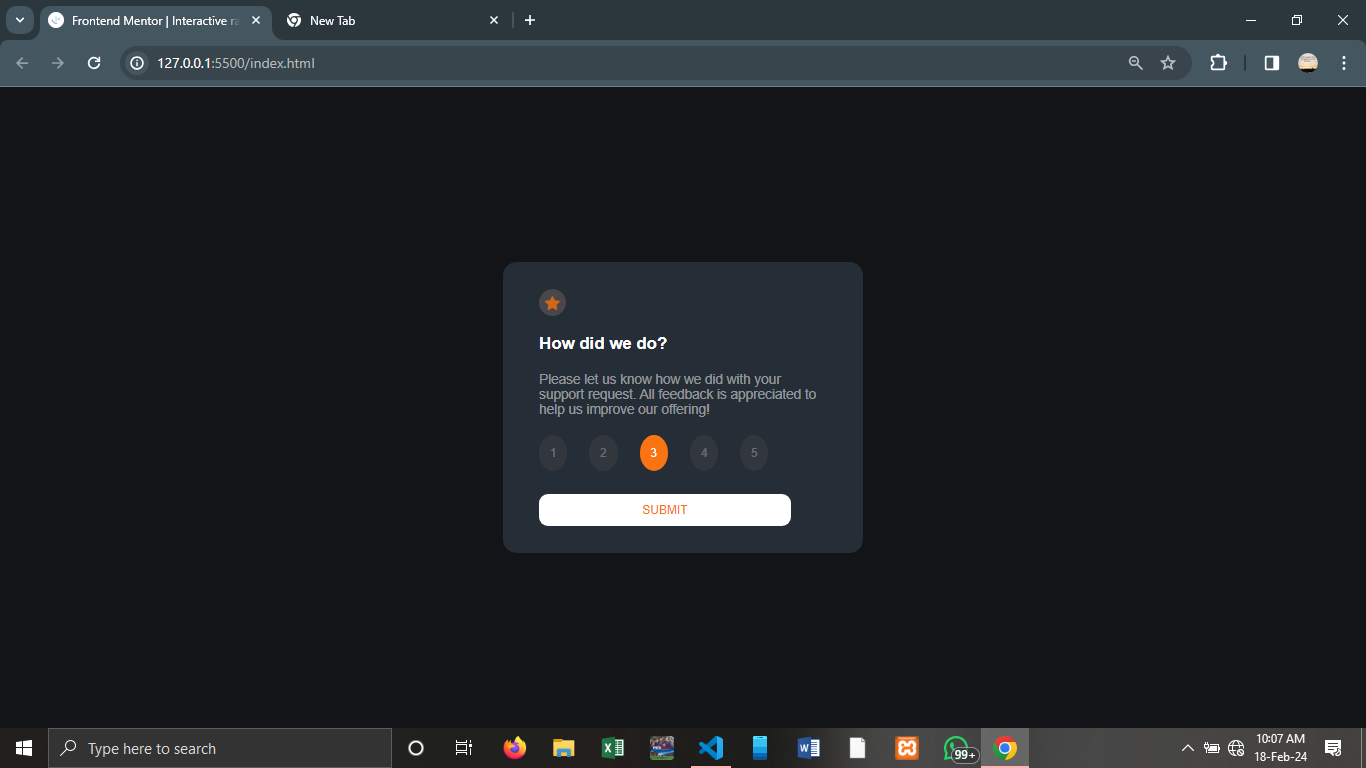 Frontend Mentor | Interactive ra
New Tab
127.0.0.1:5500/index.html
How did we do?
Please let us know how we did with your
support request. All feedback is appreciated to
help us improve our offering!
1 2 3 4 5
SUBMIT
Type here to search
99+
10:07 AM
18-Feb-24